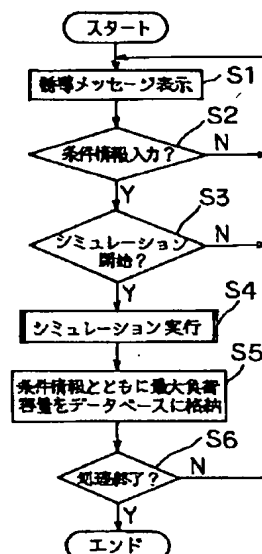 スタート
誘導メッセージ表示
S1
条件情報入力?
S2
N
Y
シミュレーション
開始?
S3
N
Y
シミュレーション実行
S4
条件情報とともに最大負荷
容量をデータベースに格納
S5
処理終了?
S6
N
Y
エンド